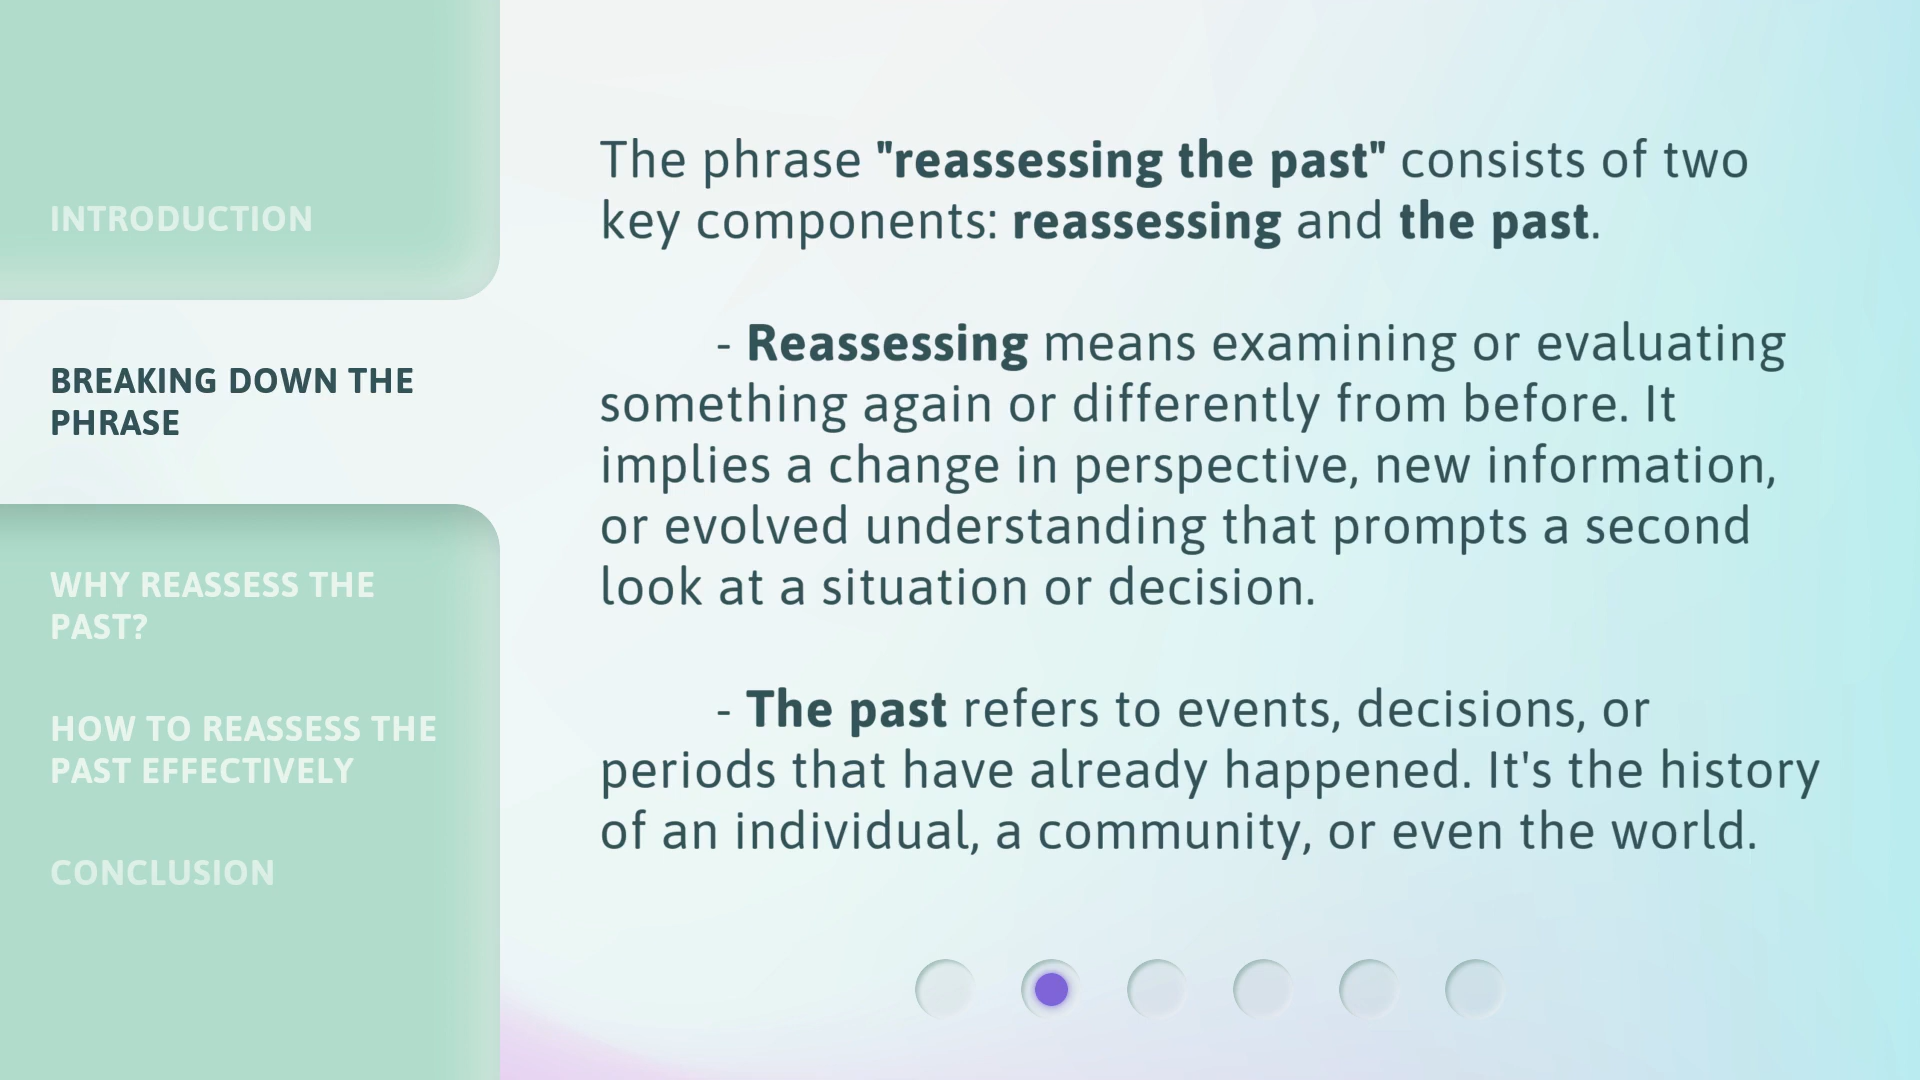 INTRODUCTION
BREAKING DOWN THE
PHRASE
WHY REASSESS THE
PAST?
HOW TO REASSESS THE
PAST EFFECTIVELY
CONCLUSION
The phrase "reassessing the past" consists of two
key components: reassessing and the past.
- Reassessing means examining or evaluating
something again or differently from before. It
implies a change in perspective, new information,
or evolved understanding that prompts a second
look at a situation or decision.
- The past refers to events, decisions, or
periods that have already happened. It's the history
of an individual, a community, or even the world.